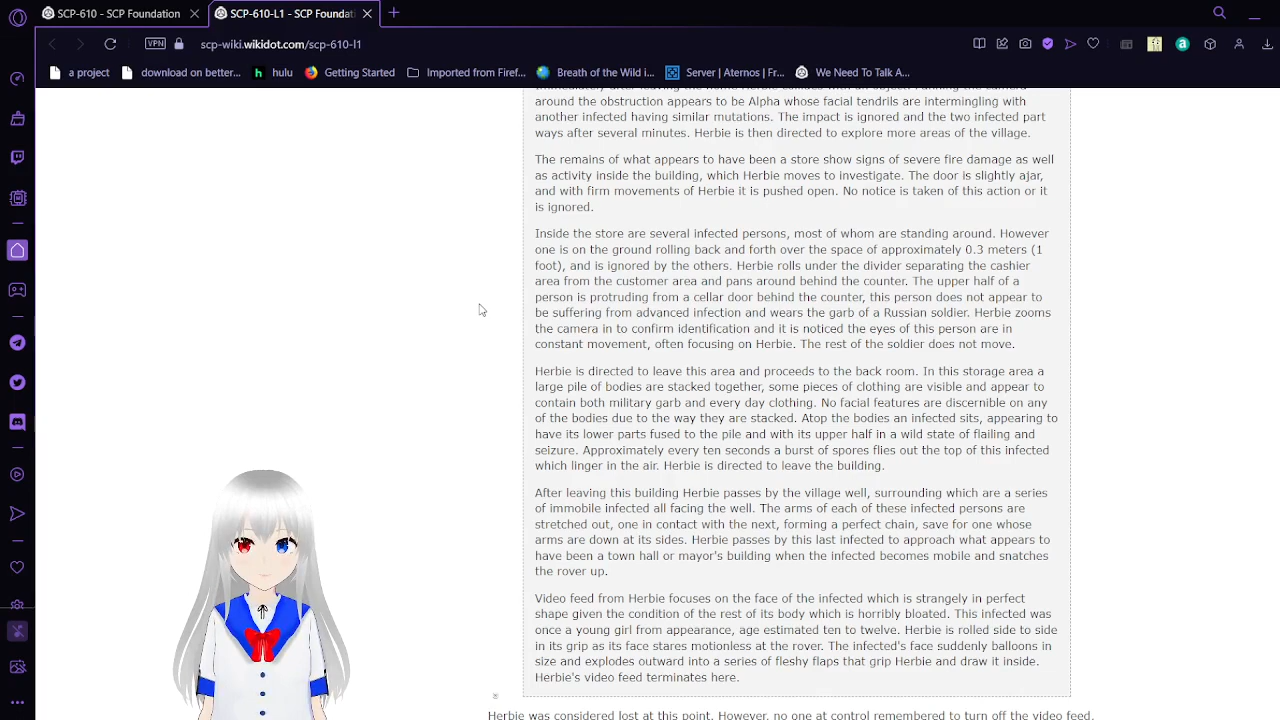 SCP-610 - SCP Foundation
SCP-610-L1 - SCP Foundati
VPN
scp-wiki.wikidot.com/scp-610-l1
a project
download on better...
hulu
Getting Started
Imported from Firef...
Breath of the Wild i...
Server | Aternos | Fr...
We Need To Talk A...
around the obstruction appears to be Alpha whose facial tendrils are intermingling with
another infected having similar mutations. The impact is ignored and the two infected part
ways after several minutes. Herbie is then directed to explore more areas of the village.
The remains of what appears to have been a store show signs of severe fire damage as well
as activity inside the building, which Herbie moves to investigate. The door is slightly ajar,
and with firm movements of Herbie it is pushed open. No notice is taken of this action or it
is ignored.
Inside the store are several infected persons, most of whom are standing around. However
one is on the ground rolling back and forth over the space of approximately 0.3 meters (1
foot), and is ignored by the others. Herbie rolls under the divider separating the cashier
area from the customer area and pans around behind the counter. The upper half of a
person is protruding from a cellar door behind the counter, this person does not appear to
be suffering from advanced infection and wears the garb of a Russian soldier. Herbie zooms
the camera in to confirm identification and it is noticed the eyes of this person are in
constant movement, often focusing on Herbie. The rest of the soldier does not move.
Herbie is directed to leave this area and proceeds to the back room. In this storage area a
large pile of bodies are stacked together, some pieces of clothing are visible and appear to
contain both military garb and every day clothing. No facial features are discernible on any
of the bodies due to the way they are stacked. Atop the bodies an infected sits, appearing to
have its lower parts fused to the pile and with its upper half in a wild state of flailing and
seizure. Approximately every ten seconds a burst of spores flies out the top of this infected
which linger in the air. Herbie is directed to leave the building.
After leaving this building Herbie passes by the village well, surrounding which are a series
of immobile infected all facing the well. The arms of each of these infected persons are
stretched out, one in contact with the next, forming a perfect chain, save for one whose
arms are down at its sides. Herbie passes by this last infected to approach what appears to
have been a town hall or mayor's building when the infected becomes mobile and snatches
the rover up.
Video feed from Herbie focuses on the face of the infected which is strangely in perfect
shape given the condition of the rest of its body which is horribly bloated. This infected was
once a young girl from appearance, age estimated ten to twelve. Herbie is rolled side to side
in its grip as its face stares motionless at the rover. The infected's face suddenly balloons in
size and explodes outward into a series of fleshy flaps that grip Herbie and draw it inside.
Herbie's video feed terminates here.
Herbie was considered lost at this point. However, no one at control remembered to turn off the video feed.